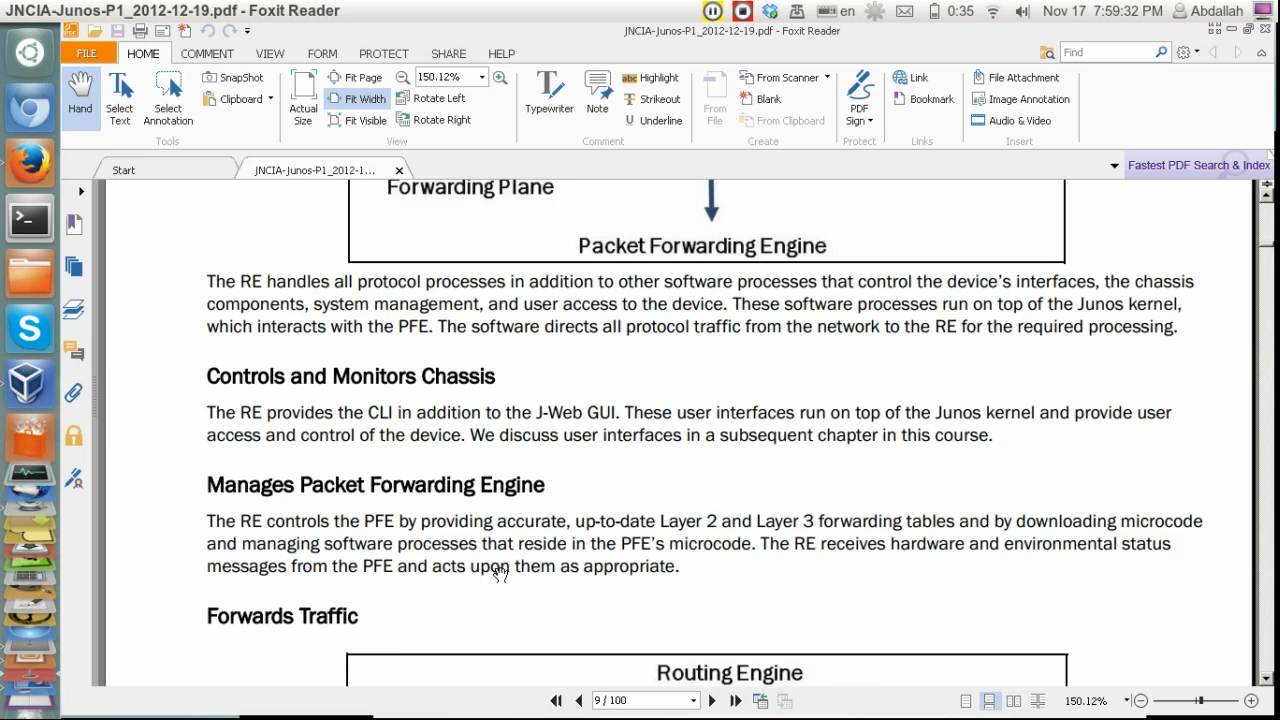 JNCIA-Junos-P1_2012-12-19.pdf - Foxit Reader
en
0:35
Nov 17 7:59:32 PM
Abdallah
JNCIA-Junos-P1_2012-12-19.pdf - Foxit Reader
FILE HOME COMMENT VIEW FORM PROTECT SHARE HELP
Find
Hand
Select Text
Select Annotation
SnapShot
Clipboard
Tools
Actual Size
Fit Page
Fit Width
Fit Visible
150.12%
Rotate Left
Rotate Right
View
Typewriter
Note
Highlight
Strikeout
Underline
Comment
From File
From Scanner
Blank
From Clipboard
Create
PDF Sign
Protect
Link
Bookmark
Links
File Attachment
Image Annotation
Audio & Video
Insert
Start
JNCIA-Junos-P1_2012-1...
Fastest PDF Search & Index
Forwarding Plane
Packet Forwarding Engine
The RE handles all protocol processes in addition to other software processes that control the device's interfaces, the chassis
components, system management, and user access to the device. These software processes run on top of the Junos kernel,
which interacts with the PFE. The software directs all protocol traffic from the network to the RE for the required processing.
Controls and Monitors Chassis
The RE provides the CLI in addition to the J-Web GUI. These user interfaces run on top of the Junos kernel and provide user
access and control of the device. We discuss user interfaces in a subsequent chapter in this course.
Manages Packet Forwarding Engine
The RE controls the PFE by providing accurate, up-to-date Layer 2 and Layer 3 forwarding tables and by downloading microcode
and managing software processes that reside in the PFE's microcode. The RE receives hardware and environmental status
messages from the PFE and acts upon them as appropriate.
Forwards Traffic
Routing Engine
9 / 100
150.12%